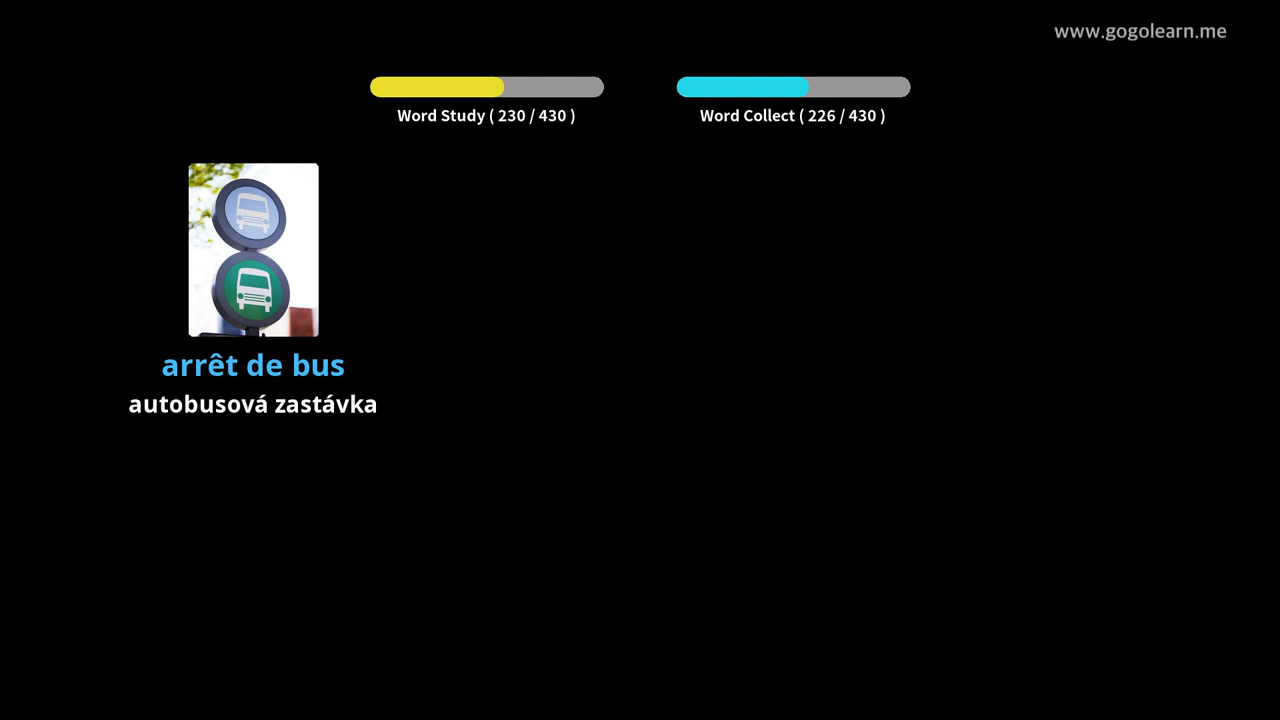 www.gogolearn.me
Word Study ( 230 / 430 )
Word Collect ( 226 / 430 )
arrêt de bus
autobusová zastávka